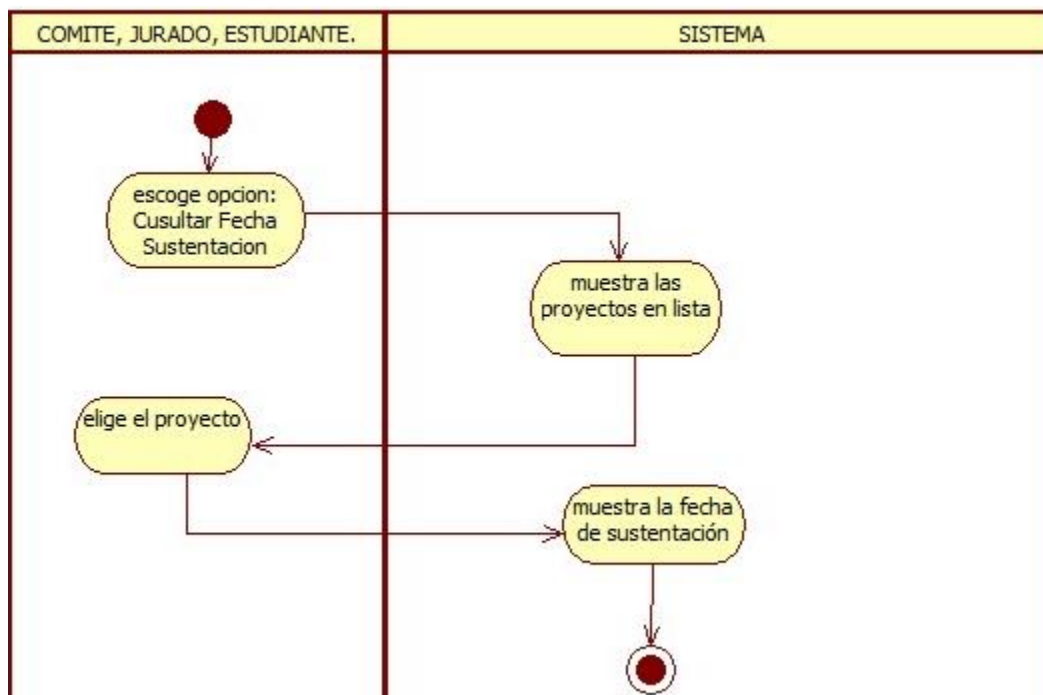 COMITE, JURADO, ESTUDIANTE.
SISTEMA
escoge opcion:
Cusultar Fecha
Sustentacion
muestra las
proyectos en lista
elige el proyecto
muestra la fecha
de sustentación